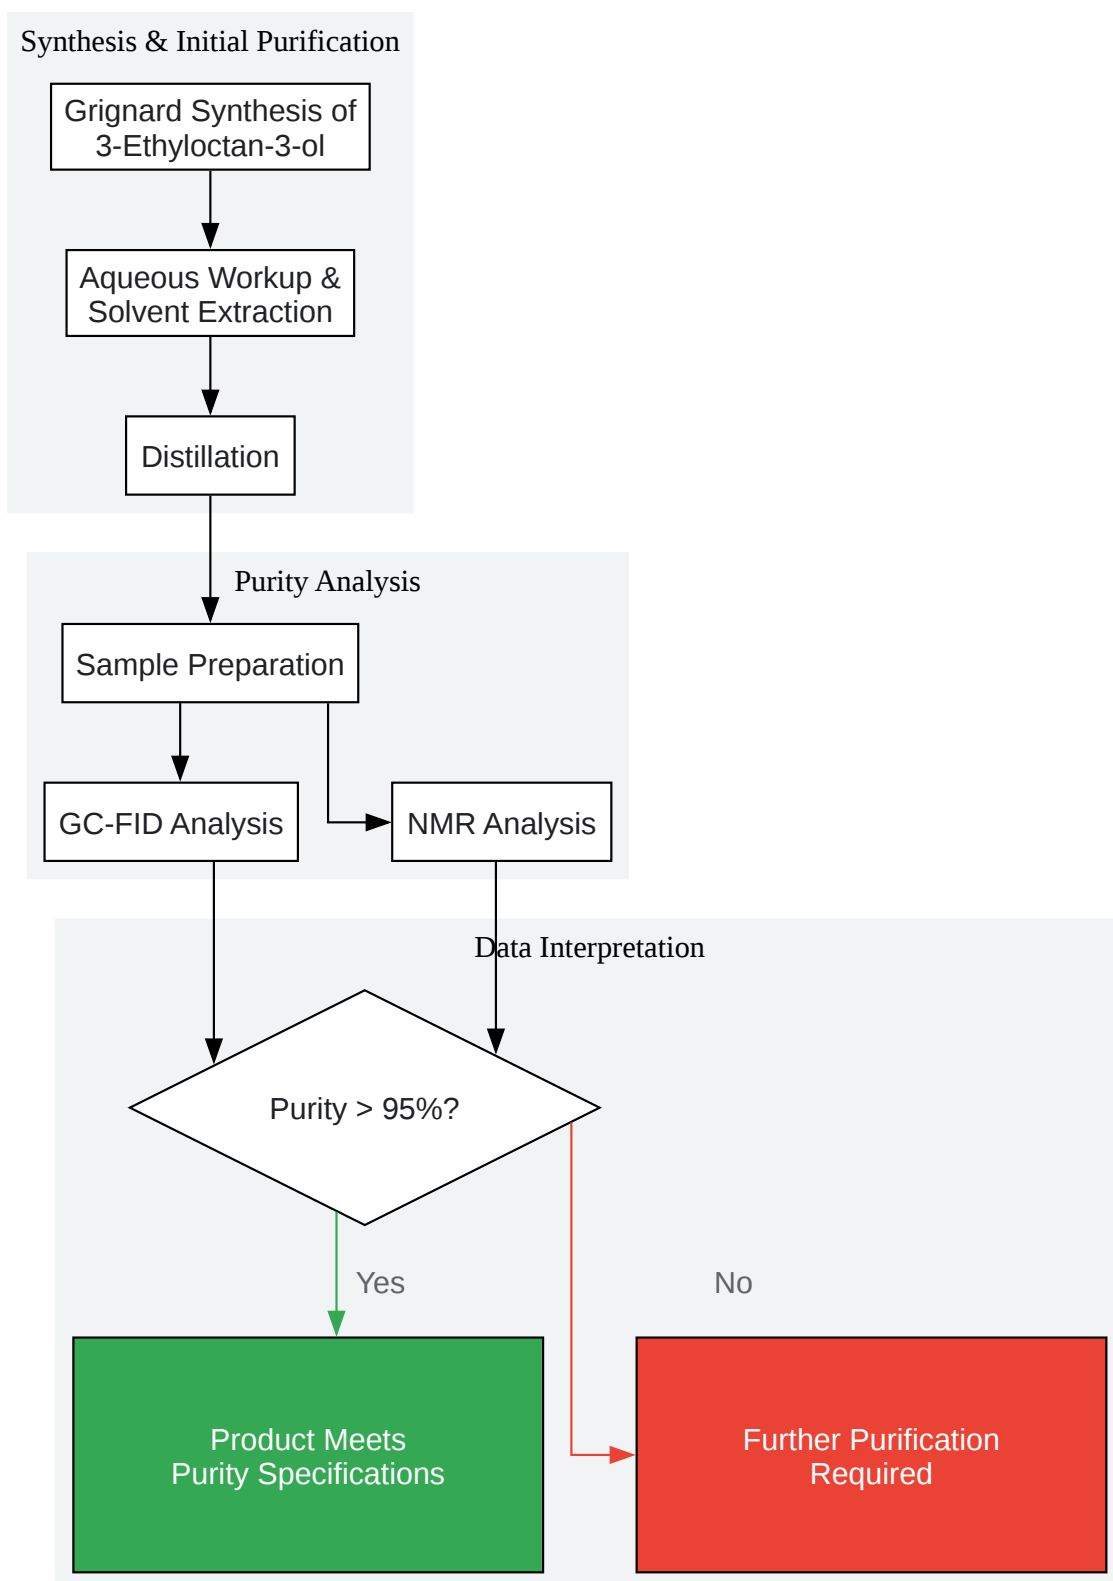 Synthesis & Initial Purification
Grignard Synthesis of
3-Ethyloctan-3-ol
Aqueous Workup &
Solvent Extraction
Distillation
Purity Analysis
Sample Preparation
GC-FID Analysis
NMR Analysis
Data Interpretation
Purity > 95%?
Yes
No
Product Meets
Purity Specifications
Further Purification
Required